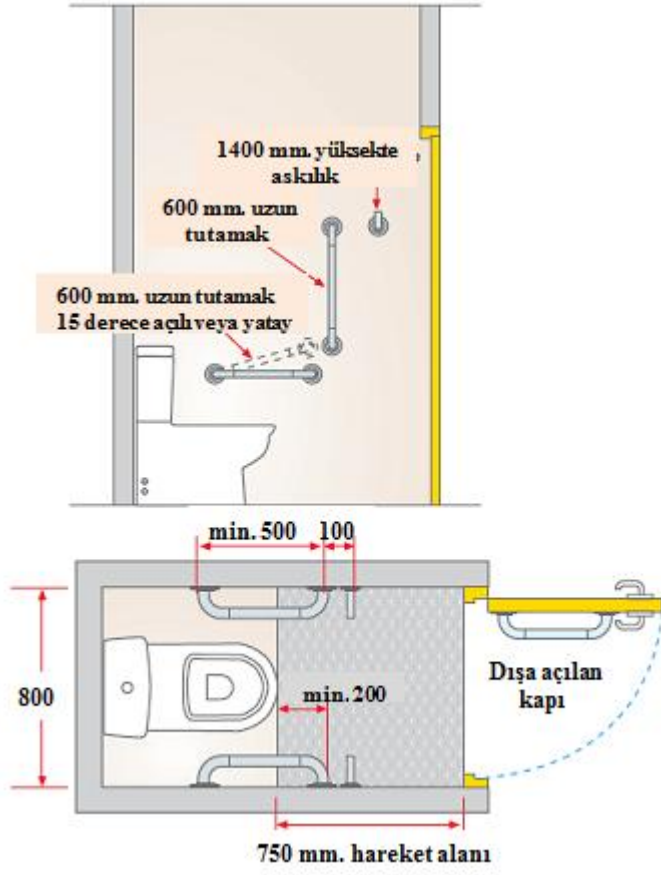 1400 mm. yüksekte
askılık
600 mm. uzun
tutamak
600 mm. uzun tutamak
15 derece açılı veya yatay
min. 500
100
800
min. 200
Dışa açılan
kapı
750 mm. hareket alanı